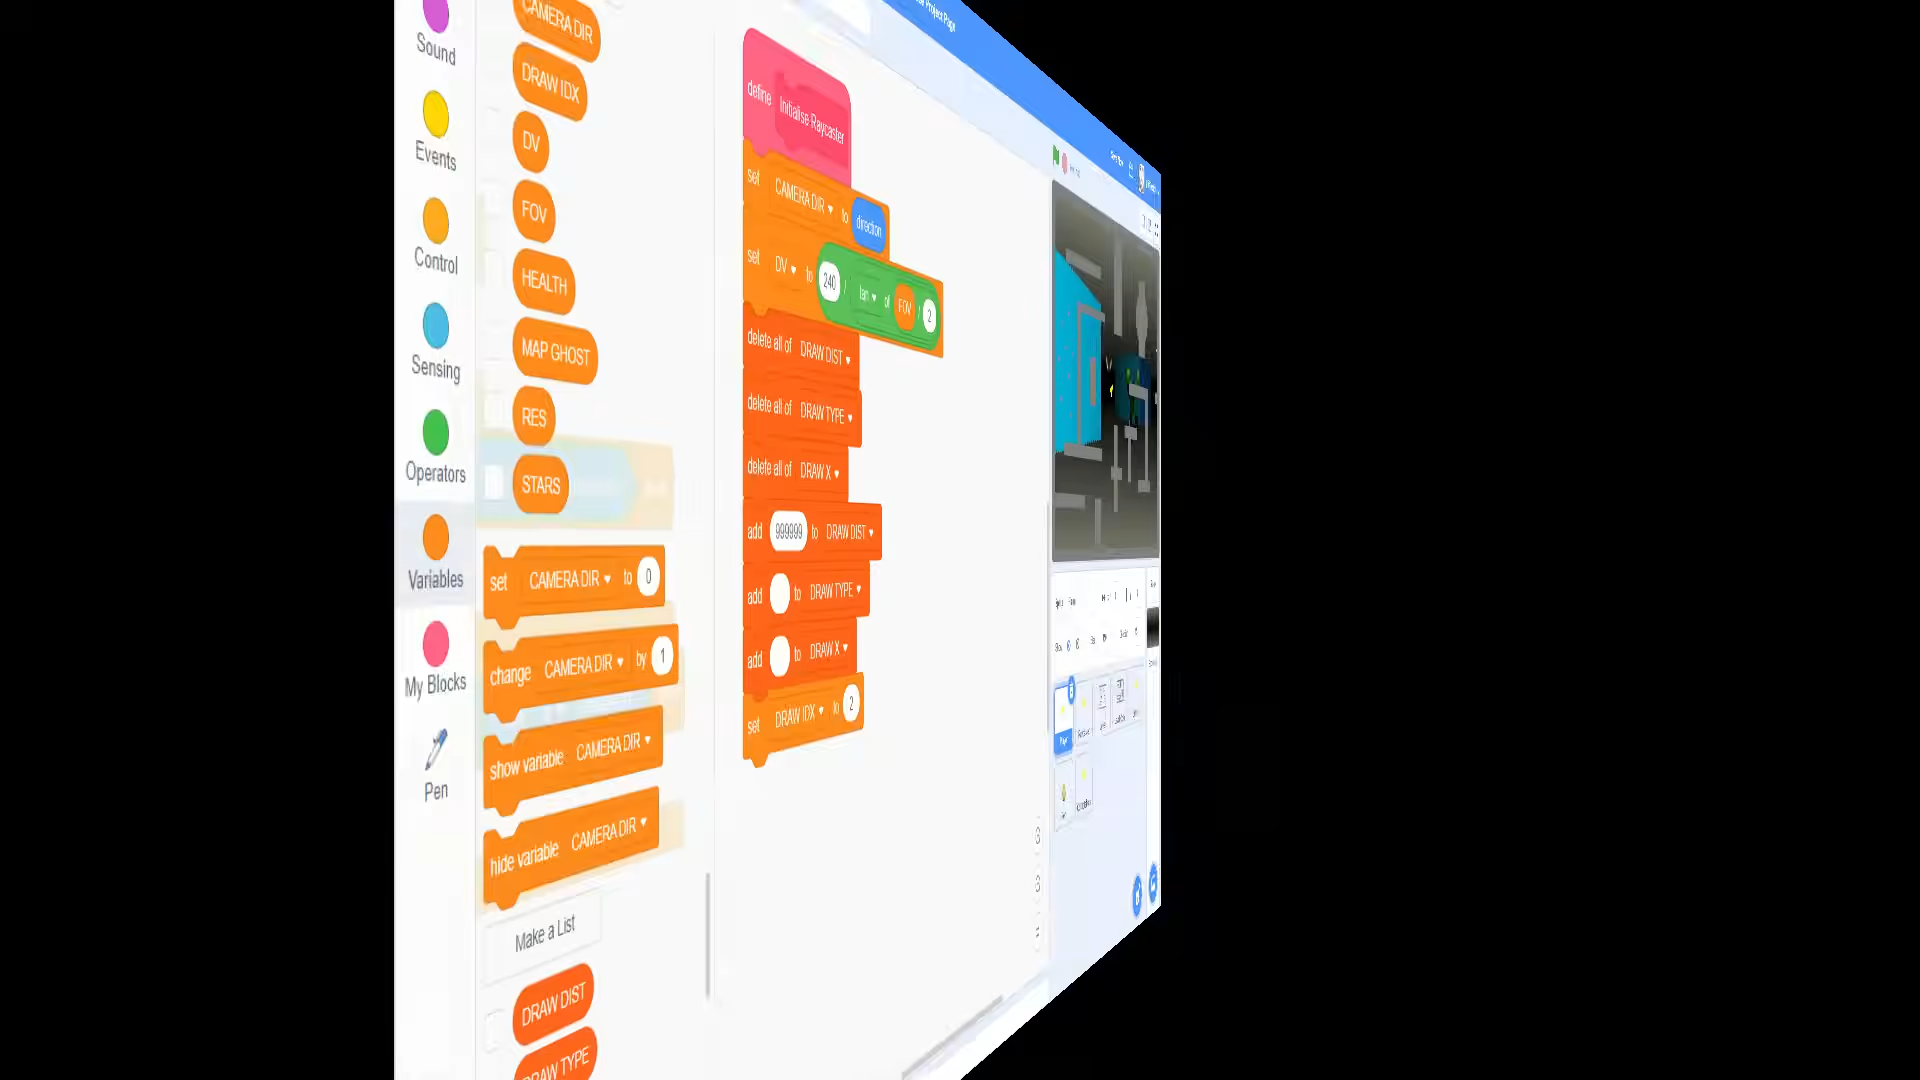 Sound
Events
Control
Sensing
Operators
Variables
My Blocks
Pen
CAMERA DIR
DRAW IDX
DV
FOV
HEALTH
MAP GHOST
RES
STARS
set CAMERA DIR to 0
change CAMERA DIR by 1
show variable CAMERA DIR
hide variable CAMERA DIR
Make a List
DRAW DIST
DRAW TYPE
define Initialise Raycaster
set CAMERA DIR to direction
set DV to 240 / tan of FOV / 2
delete all of DRAW DIST
delete all of DRAW TYPE
delete all of DRAW X
add 999999 to DRAW DIST
add to DRAW TYPE
add to DRAW X
set DRAW IDX to 2
Project Page
Player